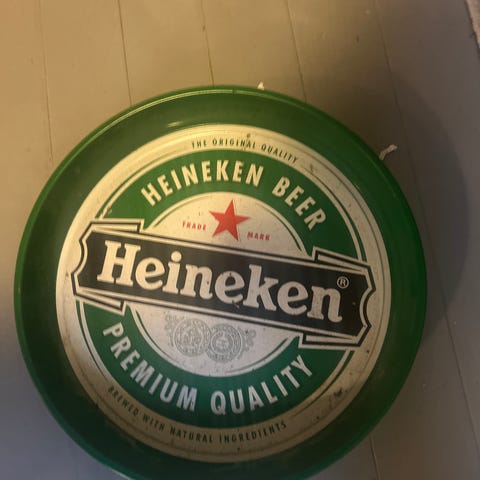 THE ORIGINAL QUALITY
HEINEKEN BEER
TRADE MARK
Heineken®
PREMIUM QUALITY
BREWED WITH NATURAL INGREDIENTS